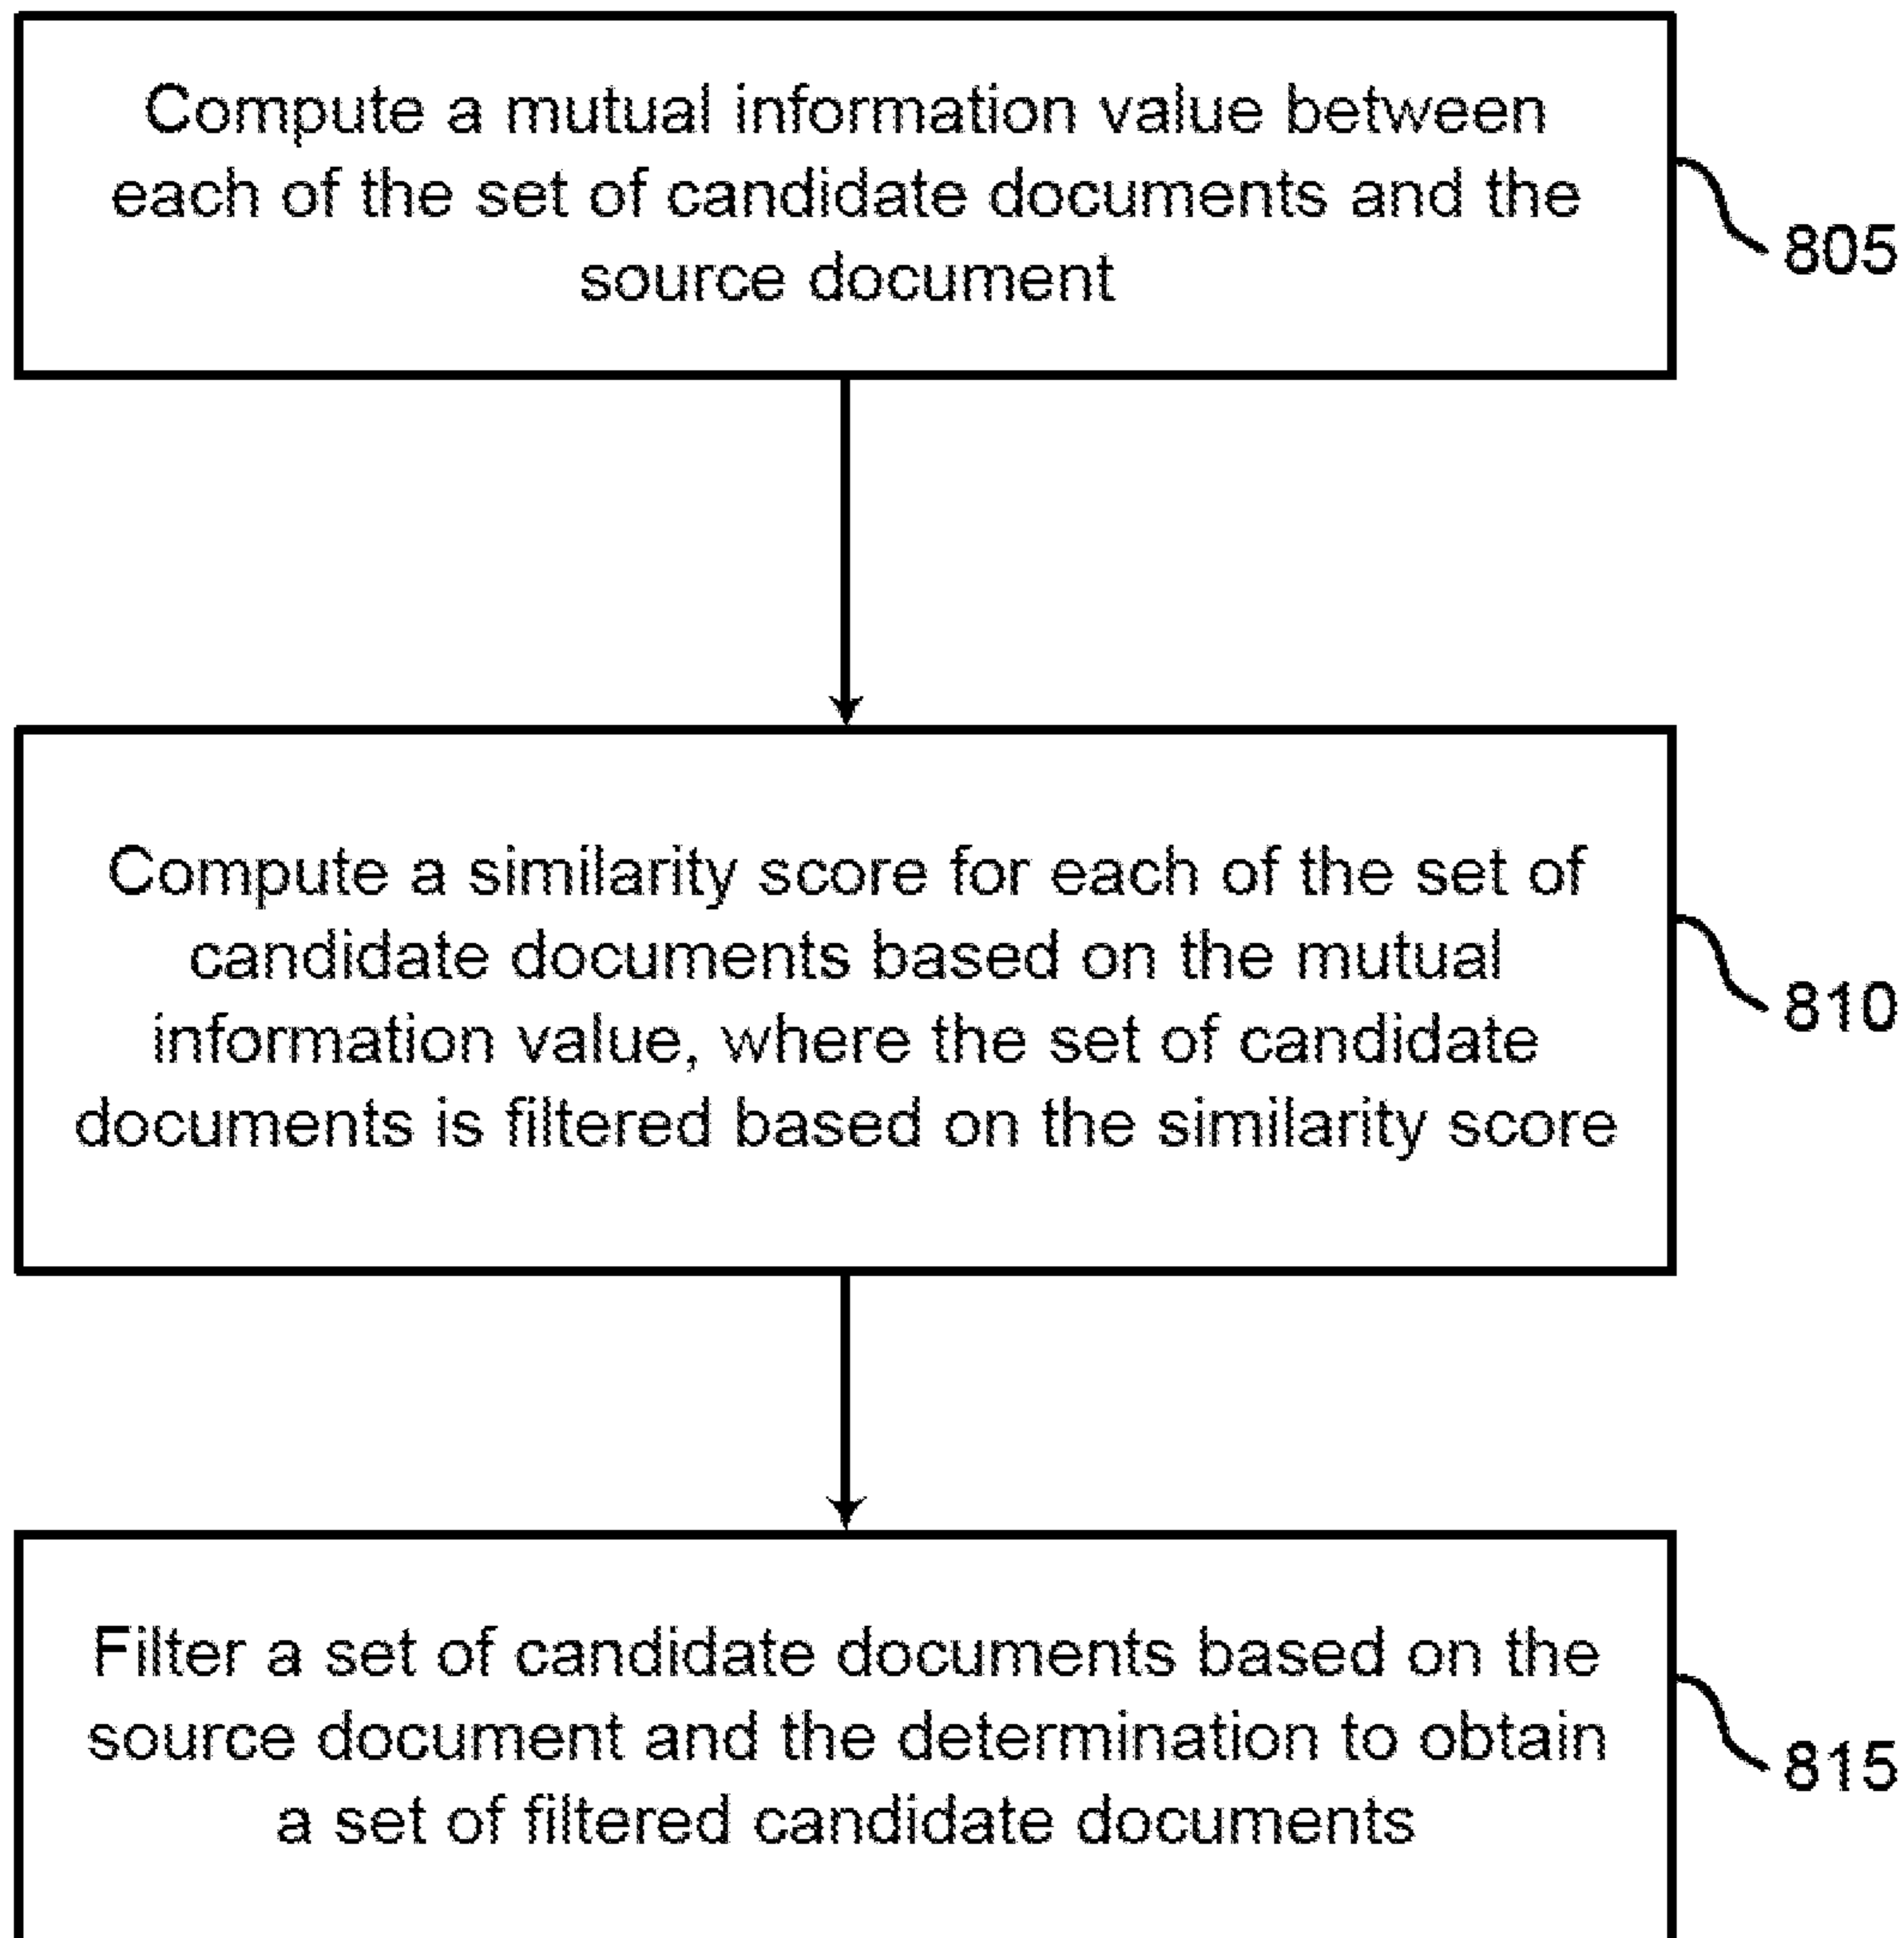 Compute a mutual information value between
each of the set of candidate documents and the
source document
805
Compute a similarity score for each of the set of
candidate documents based on the mutual
information value, where the set of candidate
documents is filtered based on the similarity score
810
Filter a set of candidate documents based on the
source document and the determination to obtain
a set of filtered candidate documents
815